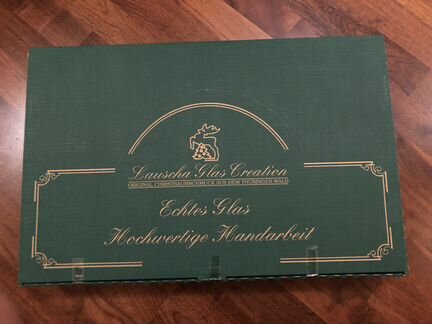 Lauscha Glas Creation
ORIGINAL CHRISTBAUMSCHMUCK AUS DEM THÜRINGER WALD
Echtes Glas
Hochwertige Handarbeit